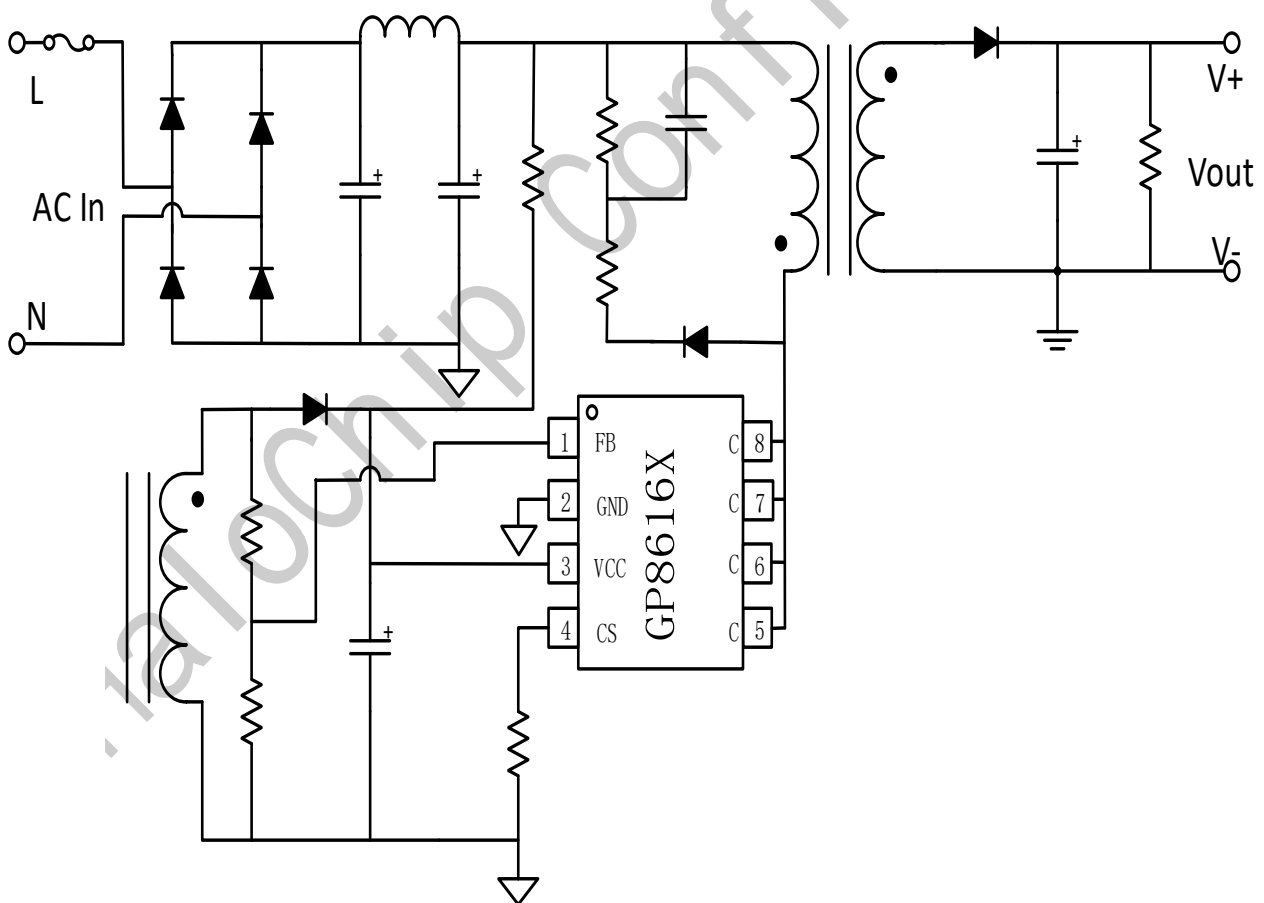 L
AC In
N
V+
Vout
V-
1 FB
2 GND
3 VCC
4 CS
GP8616X
C 8
C 7
C 6
C 5
+
+
+
+